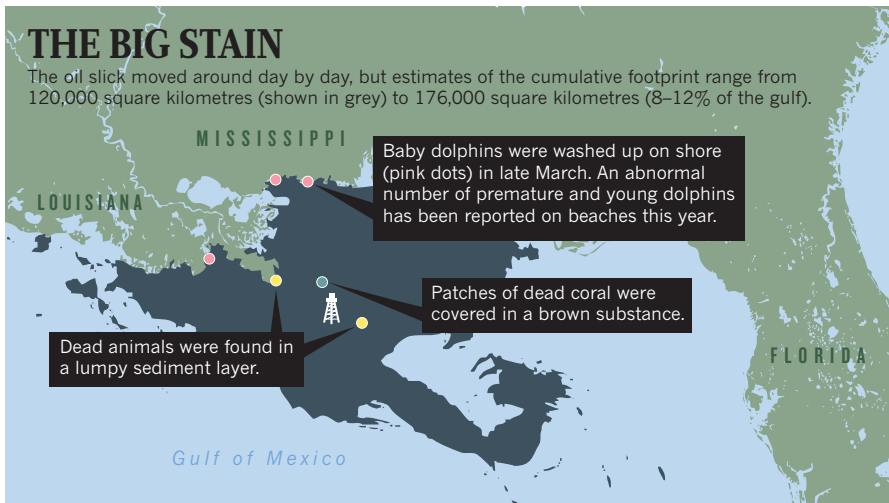 THE BIG STAIN
The oil slick moved around day by day, but estimates of the cumulative footprint range from
120,000 square kilometres (shown in grey) to 176,000 square kilometres (8–12% of the gulf).
MISSISSIPPI
Baby dolphins were washed up on shore
(pink dots) in late March. An abnormal
number of premature and young dolphins
has been reported on beaches this year.
LOUISIANA
Patches of dead coral were
covered in a brown substance.
Dead animals were found in
a lumpy sediment layer.
FLORIDA
Gulf of Mexico